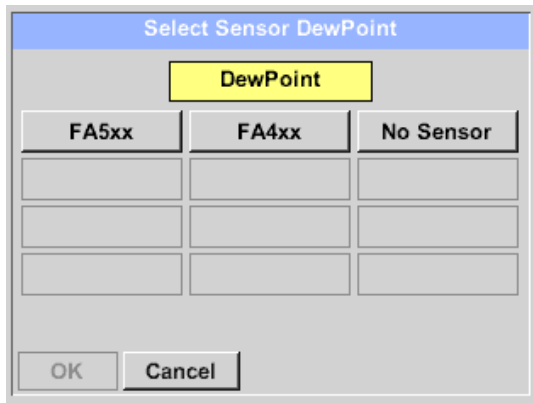 Select Sensor DewPoint
DewPoint
FA5xx FA4xx No Sensor
OK Cancel